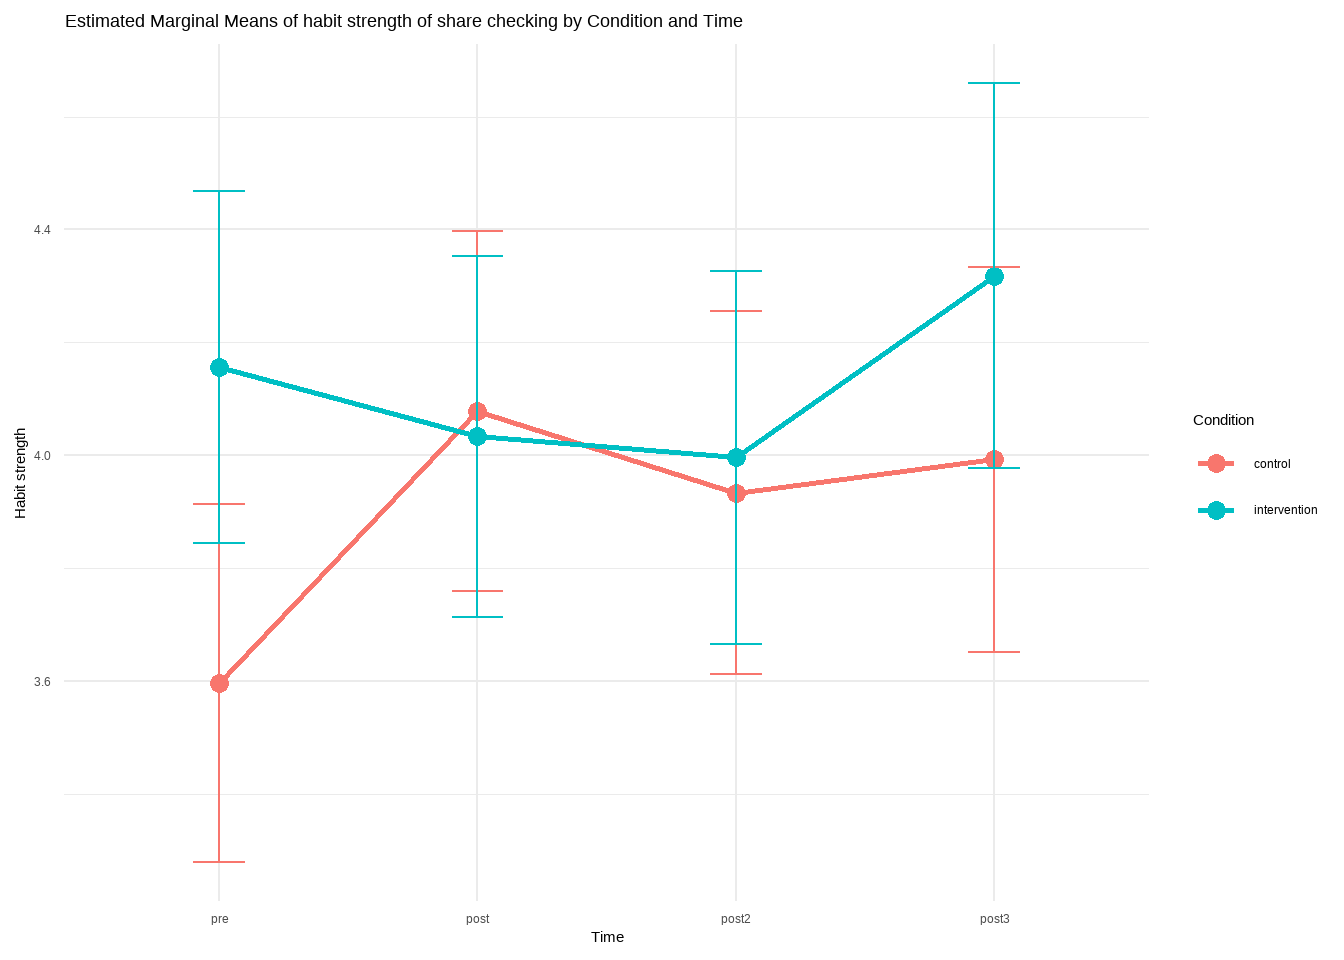 Estimated Marginal Means of habit strength of share checking by Condition and Time
Habit strength
4.4
4.0
3.6
pre
post
post2
post3
Time
Condition
control
intervention